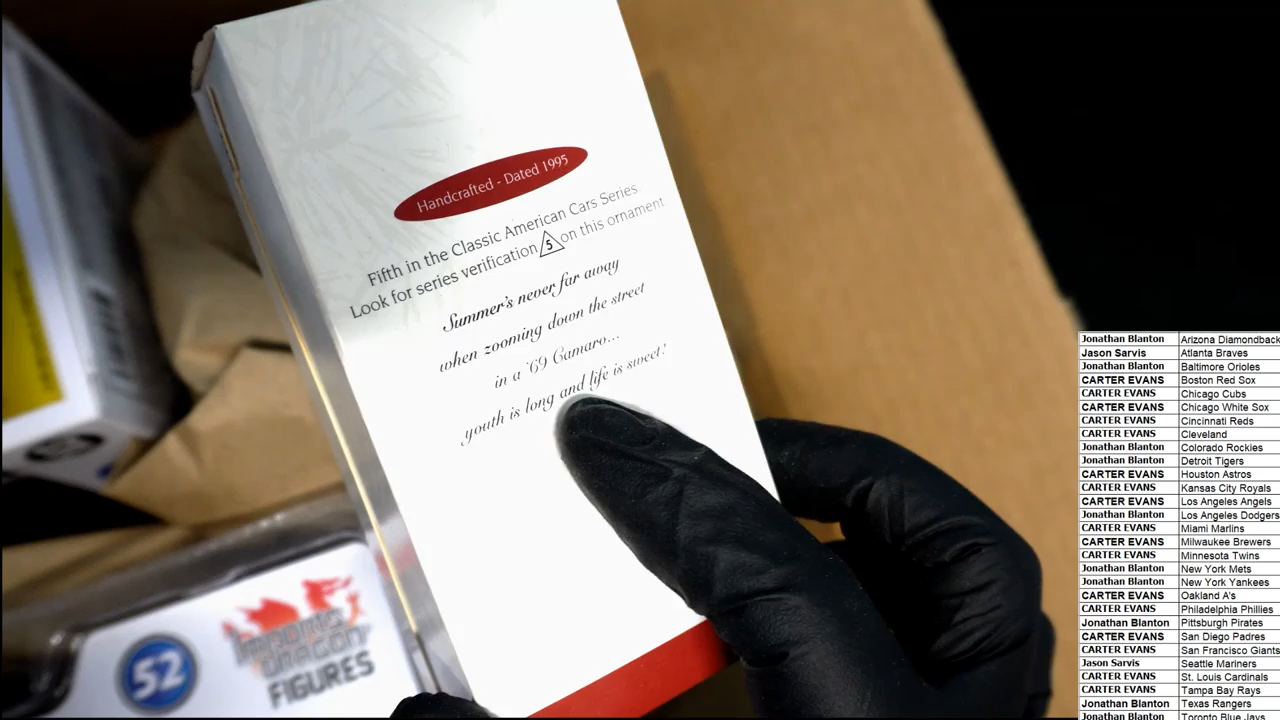 Handcrafted - Dated 1995
Fifth in the Classic American Cars Series
Look for series verification 5 on this ornament
Summer's never far away
when zooming down the street
in a '69 Camaro...
youth is long and life is sweet!
52
IMPORTS
DRAGON
FIGURES
Jonathan Blanton Arizona Diamondback
Jason Sarvis Atlanta Braves
Jonathan Blanton Baltimore Orioles
CARTER EVANS Boston Red Sox
CARTER EVANS Chicago Cubs
CARTER EVANS Chicago White Sox
CARTER EVANS Cincinnati Reds
CARTER EVANS Cleveland
Jonathan Blanton Colorado Rockies
Jonathan Blanton Detroit Tigers
CARTER EVANS Houston Astros
CARTER EVANS Kansas City Royals
CARTER EVANS Los Angeles Angels
Jonathan Blanton Los Angeles Dodgers
CARTER EVANS Miami Marlins
CARTER EVANS Milwaukee Brewers
CARTER EVANS Minnesota Twins
Jonathan Blanton New York Mets
Jonathan Blanton New York Yankees
CARTER EVANS Oakland A's
CARTER EVANS Philadelphia Phillies
Jonathan Blanton Pittsburgh Pirates
CARTER EVANS San Diego Padres
CARTER EVANS San Francisco Giants
Jason Sarvis Seattle Mariners
CARTER EVANS St. Louis Cardinals
CARTER EVANS Tampa Bay Rays
Jonathan Blanton Texas Rangers
Jonathan Blanton Toronto Blue Jays